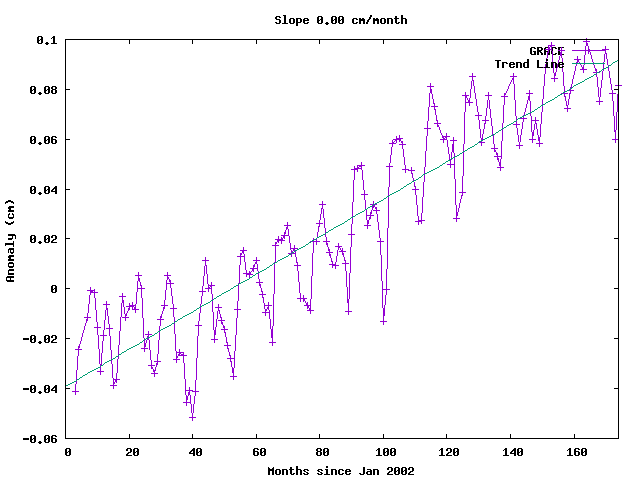 Slope 0.00 cm/month
GRACE
Trend Line
0.1
0.08
0.06
0.04
0.02
0
-0.02
-0.04
-0.06
Anomaly (cm)
0 20 40 60 80 100 120 140 160
Months since Jan 2002